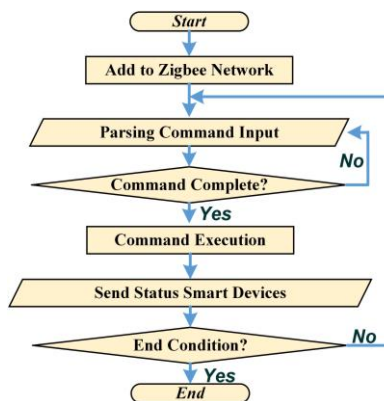 Start
Add to Zigbee Network
Parsing Command Input
No
Command Complete?
Yes
Command Execution
Send Status Smart Devices
End Condition?
No
Yes
End